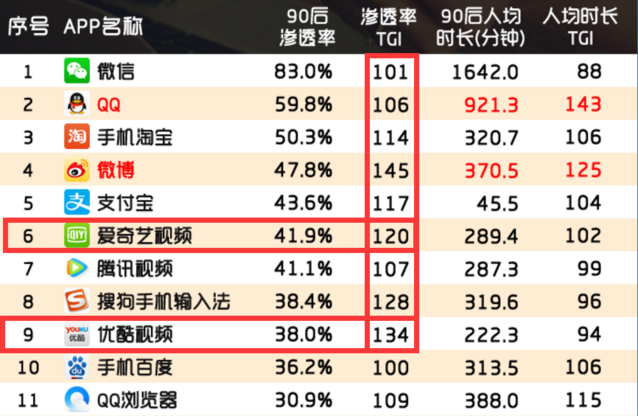 序号 APP名称 90后渗透率 渗透率TGI 90后人均时长(分钟) 人均时长TGI
1 微信 83.0% 101 1642.0 88
2 QQ 59.8% 106 921.3 143
3 淘 手机淘宝 50.3% 114 320.7 106
4 微博 47.8% 145 370.5 125
5 支 支付宝 43.6% 117 45.5 104
6 iQIY 爱奇艺视频 41.9% 120 289.4 102
7 腾讯视频 41.1% 107 287.3 99
8 S 搜狗手机输入法 38.4% 128 319.6 96
9 YOUKU 优酷 优酷视频 38.0% 134 222.3 94
10 du 手机百度 36.2% 100 313.5 106
11 QQ浏览器 30.9% 109 388.0 115